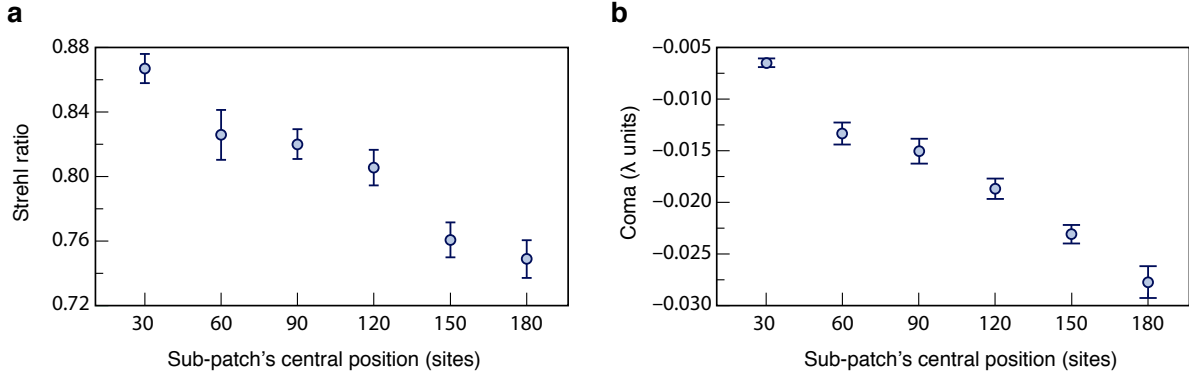 a
0.88
0.84
0.80
0.76
0.72
Strehl ratio
30 60 90 120 150 180
Sub-patch's central position (sites)
b
−0.005
−0.010
−0.015
−0.020
−0.025
−0.030
Coma (λ units)
30 60 90 120 150 180
Sub-patch's central position (sites)